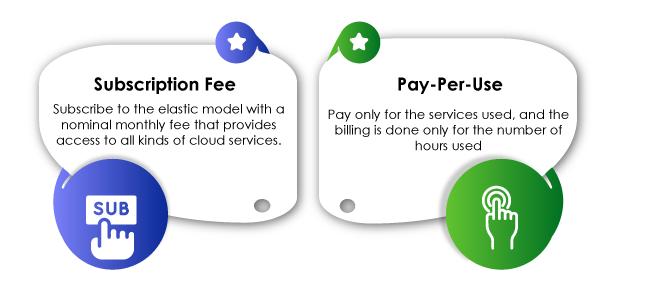 Subscription Fee
Subscribe to the elastic model with a
nominal monthly fee that provides
access to all kinds of cloud services.
SUB
Pay-Per-Use
Pay only for the services used, and the
billing is done only for the number of
hours used